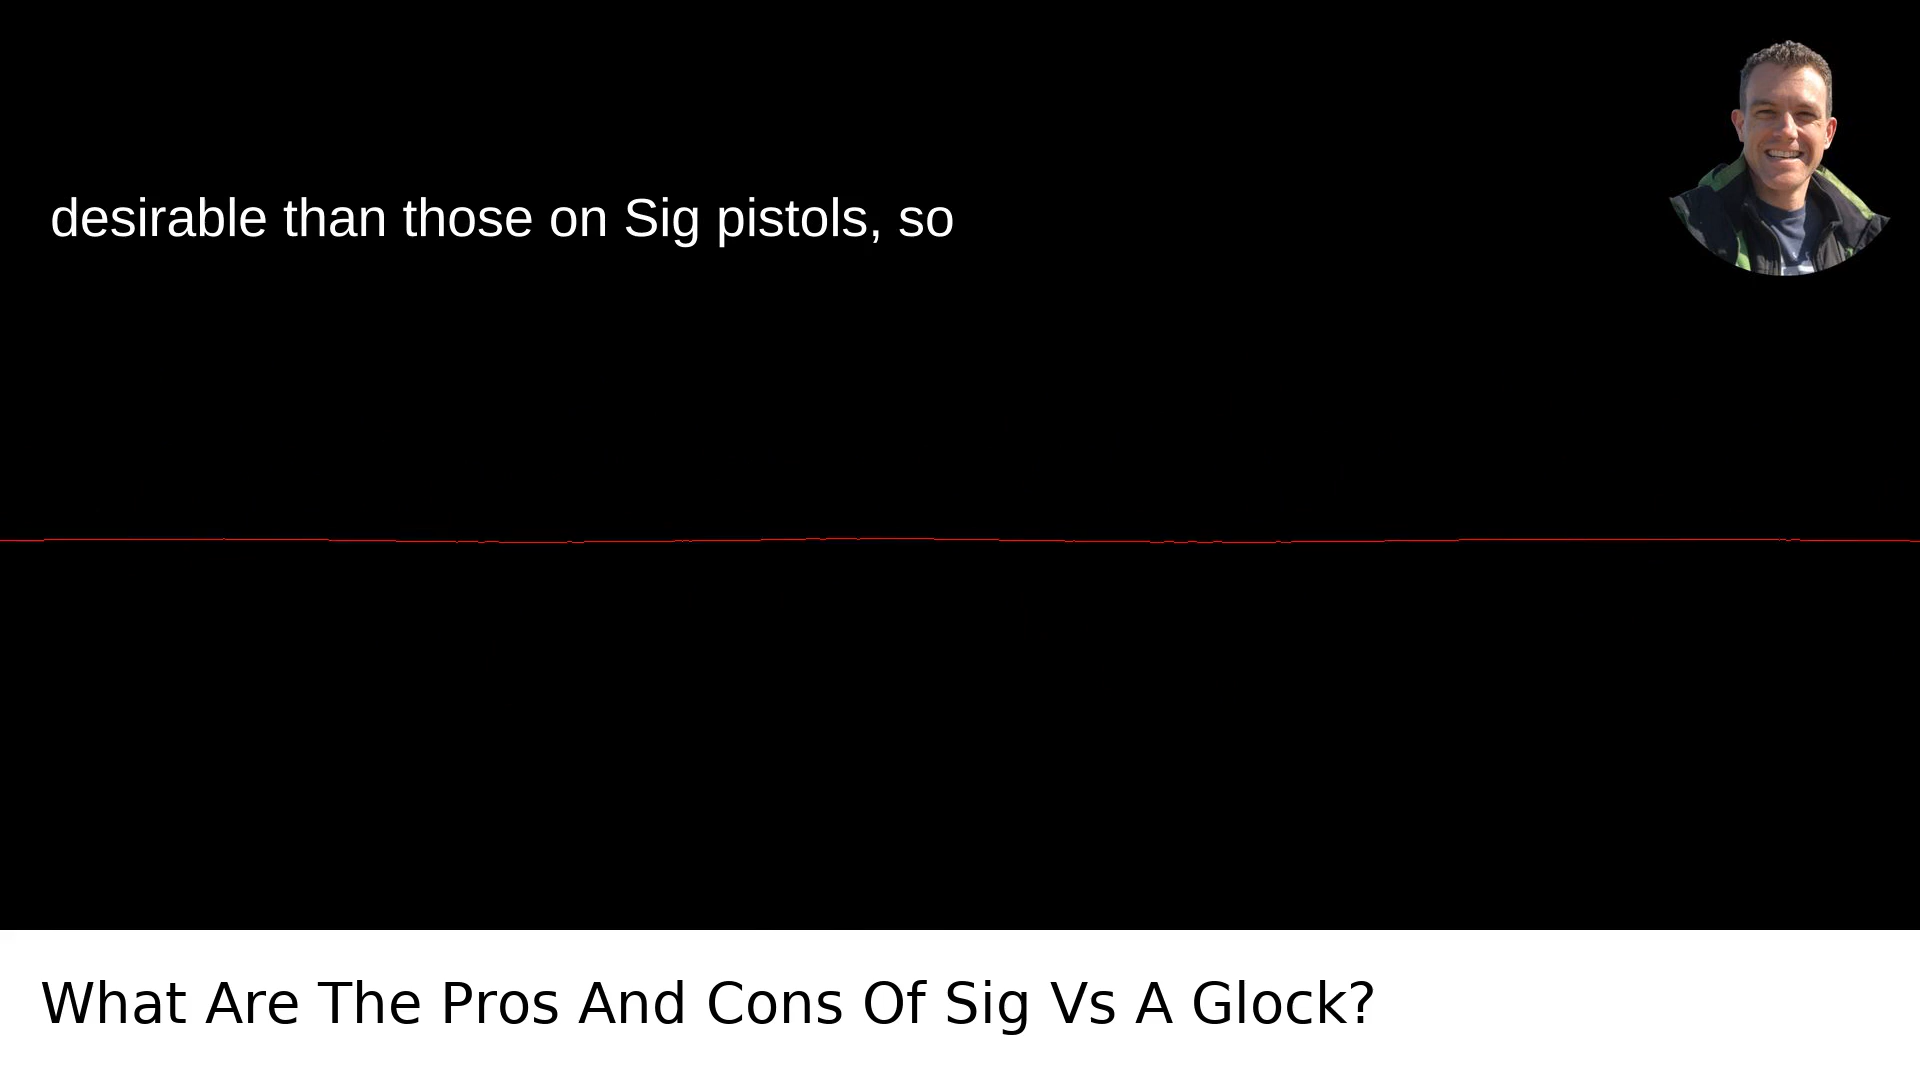 desirable than those on Sig pistols, so
What Are The Pros And Cons Of Sig Vs A Glock?